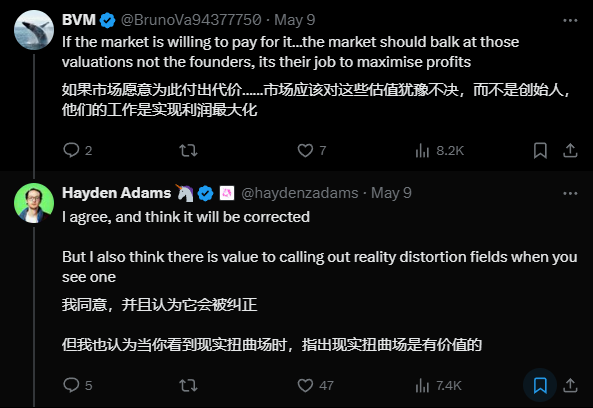 BVM @BrunoVa94377750 · May 9
If the market is willing to pay for it...the market should balk at those
valuations not the founders, its their job to maximise profits
如果市场愿意为此付出代价......市场应该对这些估值犹豫不决，而不是创始人，
他们的工作是实现利润最大化
2 7 8.2K
Hayden Adams 🦄 @haydenzadams · May 9
I agree, and think it will be corrected
But I also think there is value to calling out reality distortion fields when you
see one
我同意，并且认为它会被纠正
但我也认为当你看到现实扭曲场时，指出现实扭曲场是有价值的
5 47 7.4K